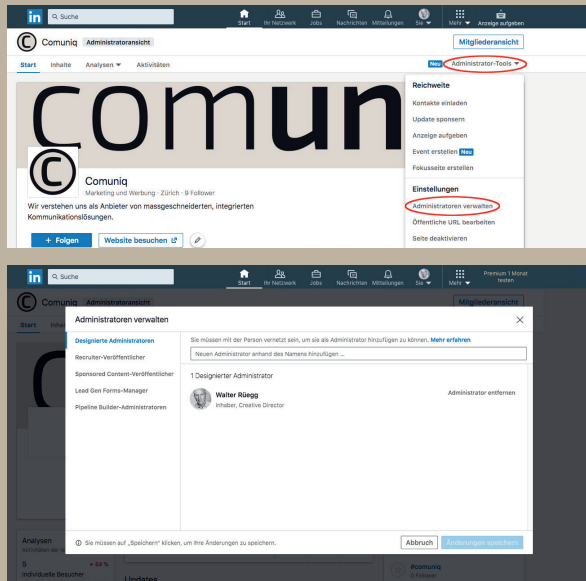 in Suche
Start Ihr Netzwerk Jobs Nachrichten Mitteilungen Sie Mehr Anzeige aufgeben
C Comuniq Administratoransicht Mitgliederansicht
Start Inhalte Analysen Aktivitäten Neu Administrator-Tools
comun
C
Reichweite
Kontakte einladen
Update sponsern
Anzeige aufgeben
Event erstellen Neu
Fokusseite erstellen
Einstellungen
Administratoren verwalten
Öffentliche URL bearbeiten
Seite deaktivieren
Comuniq
Marketing und Werbung · Zürich · 9 Follower
Wir verstehen uns als Anbieter von massgeschneiderten, integrierten
Kommunikationslösungen.
+ Folgen Website besuchen
in Suche
Start Ihr Netzwerk Jobs Nachrichten Mitteilungen Sie Mehr Premium 1 Monat
testen
C Comuniq Administratoransicht Mitgliederansicht
Start
Administratoren verwalten
Designierte Administratoren
Recruiter-Veröffentlicher
Sponsored Content-Veröffentlicher
Lead Gen Forms-Manager
Pipeline Builder-Administratoren
Sie müssen mit der Person vernetzt sein, um sie als Administrator hinzufügen zu können. Mehr erfahren
Neuen Administrator anhand des Namens hinzufügen ...
1 Designierter Administrator
Walter Rüegg Administrator entfernen
Inhaber, Creative Director
Sie müssen auf „Speichern“ klicken, um Ihre Änderungen zu speichern.
Abbruch Änderungen speichern
Analysen
8
Individuelle Besucher
Updates
#comuniq
0 Follower